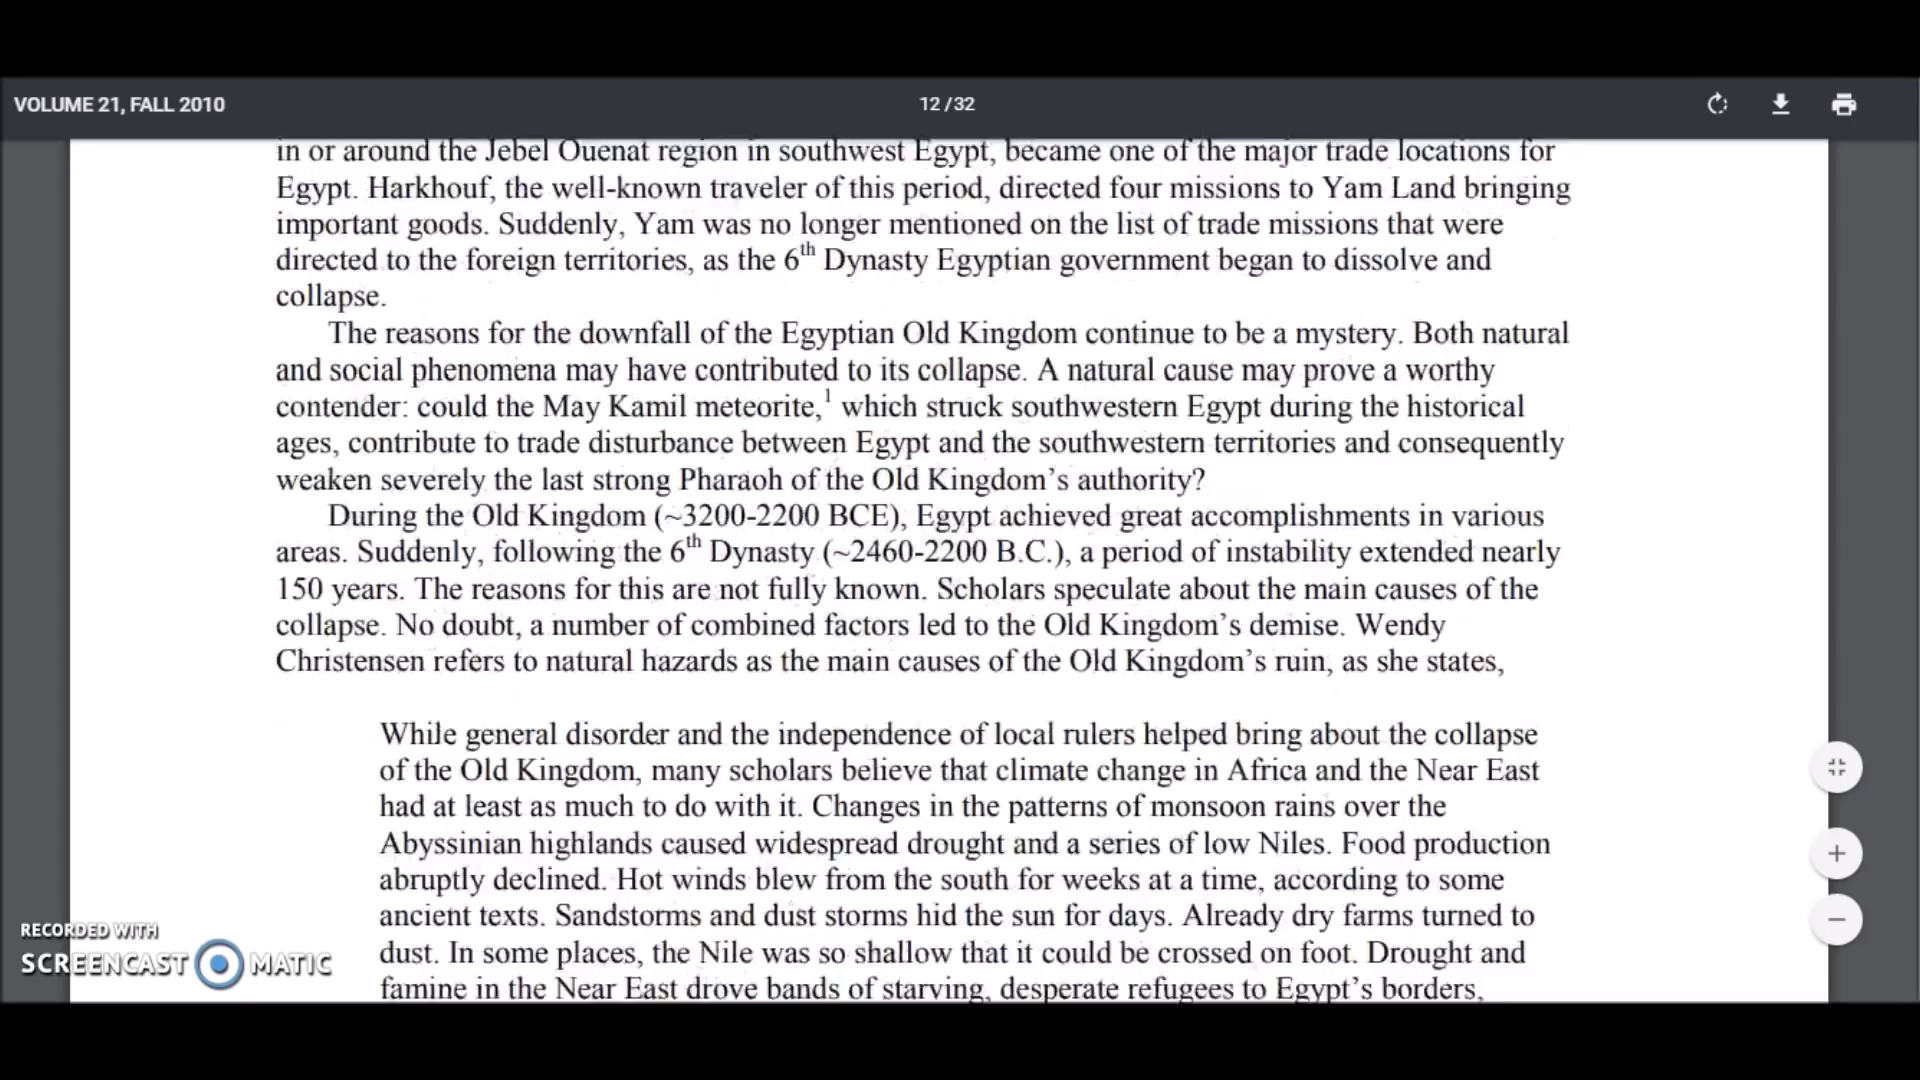 VOLUME 21, FALL 2010
12 / 32
in or around the Jebel Ouenat region in southwest Egypt, became one of the major trade locations for
Egypt. Harkhouf, the well-known traveler of this period, directed four missions to Yam Land bringing
important goods. Suddenly, Yam was no longer mentioned on the list of trade missions that were
directed to the foreign territories, as the 6th Dynasty Egyptian government began to dissolve and
collapse.
The reasons for the downfall of the Egyptian Old Kingdom continue to be a mystery. Both natural
and social phenomena may have contributed to its collapse. A natural cause may prove a worthy
contender: could the May Kamil meteorite,1 which struck southwestern Egypt during the historical
ages, contribute to trade disturbance between Egypt and the southwestern territories and consequently
weaken severely the last strong Pharaoh of the Old Kingdom's authority?
During the Old Kingdom (~3200-2200 BCE), Egypt achieved great accomplishments in various
areas. Suddenly, following the 6th Dynasty (~2460-2200 B.C.), a period of instability extended nearly
150 years. The reasons for this are not fully known. Scholars speculate about the main causes of the
collapse. No doubt, a number of combined factors led to the Old Kingdom's demise. Wendy
Christensen refers to natural hazards as the main causes of the Old Kingdom's ruin, as she states,
While general disorder and the independence of local rulers helped bring about the collapse
of the Old Kingdom, many scholars believe that climate change in Africa and the Near East
had at least as much to do with it. Changes in the patterns of monsoon rains over the
Abyssinian highlands caused widespread drought and a series of low Niles. Food production
abruptly declined. Hot winds blew from the south for weeks at a time, according to some
ancient texts. Sandstorms and dust storms hid the sun for days. Already dry farms turned to
dust. In some places, the Nile was so shallow that it could be crossed on foot. Drought and
famine in the Near East drove bands of starving, desperate refugees to Egypt's borders,
RECORDED WITH
SCREENCAST MATIC